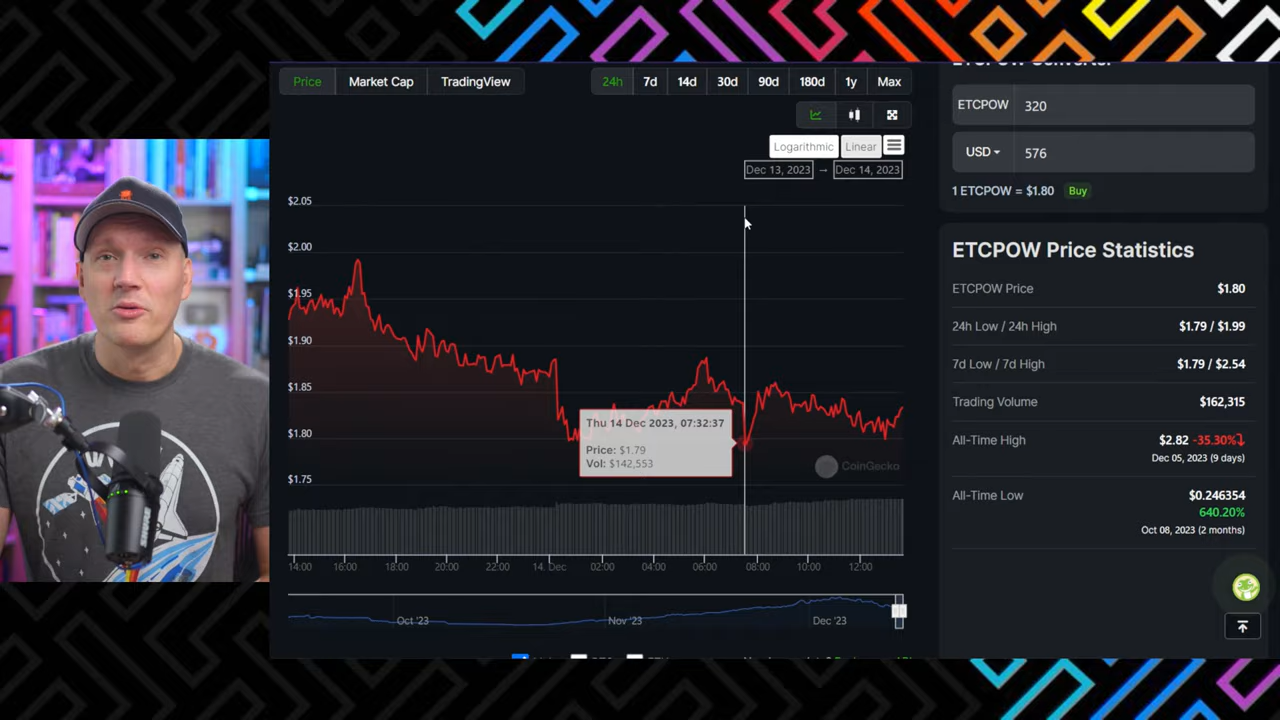 Price Market Cap TradingView 24h 7d 14d 30d 90d 180d 1y Max
Logarithmic Linear
Dec 13, 2023 → Dec 14, 2023
$2.05
$2.00
$1.95
$1.90
$1.85
$1.80
$1.75
Thu 14 Dec 2023, 07:32:37
Price: $1.79
Vol: $142,553
CoinGecko
14:00 16:00 18:00 20:00 22:00 14. Dec 02:00 04:00 06:00 08:00 10:00 12:00
Oct '23 Nov '23 Dec '23
ETCPOW Converter
ETCPOW 320
USD 576
1 ETCPOW = $1.80 Buy
ETCPOW Price Statistics
ETCPOW Price $1.80
24h Low / 24h High $1.79 / $1.99
7d Low / 7d High $1.79 / $2.54
Trading Volume $162,315
All-Time High $2.82 -35.30%
Dec 05, 2023 (9 days)
All-Time Low $0.246354
640.20%
Oct 08, 2023 (2 months)
SHURE